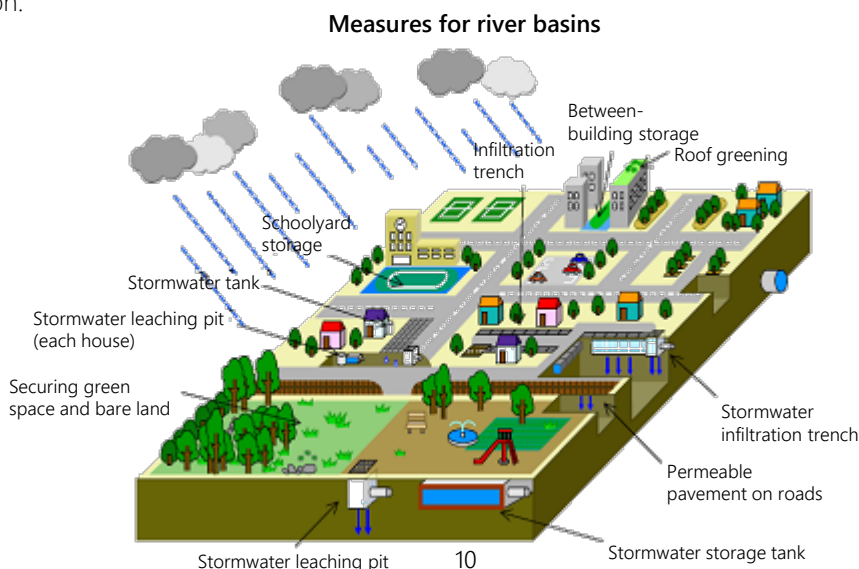 on.
Measures for river basins
Between-
building storage
Infiltration
trench
Roof greening
Schoolyard
storage
Stormwater tank
Stormwater leaching pit
(each house)
Securing green
space and bare land
Stormwater
infiltration trench
Permeable
pavement on roads
Stormwater storage tank
Stormwater leaching pit
10